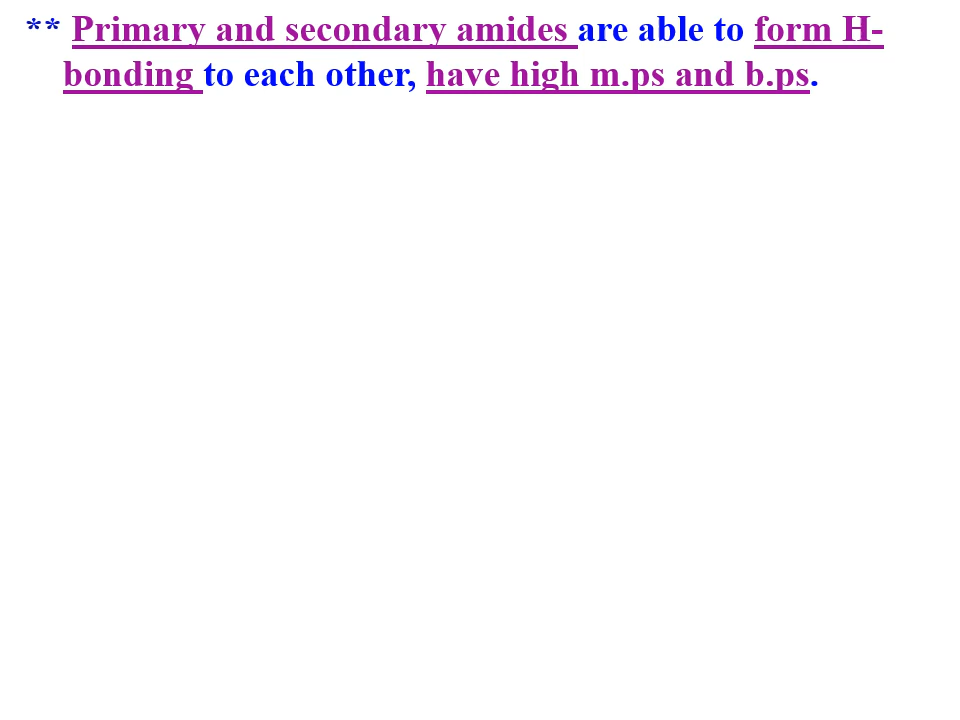 ** Primary and secondary amides are able to form H-
bonding to each other, have high m.ps and b.ps.